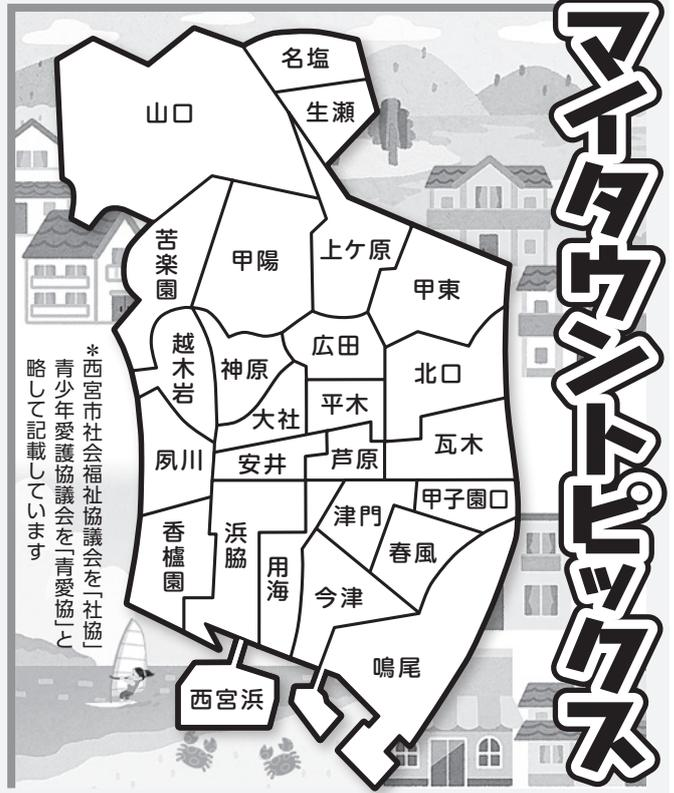 マイタウントピックス
名塩
生瀬
山口
苦楽園
甲陽
上ケ原
甲東
越木岩
神原
広田
北口
大社
平木
瓦木
夙川
安井
芦原
甲子園口
津門
香櫨園
浜脇
用海
春風
今津
鳴尾
西宮浜
＊西宮市社会福祉協議会を「社協」
青少年愛護協議会を「青愛協」と
略して記載しています